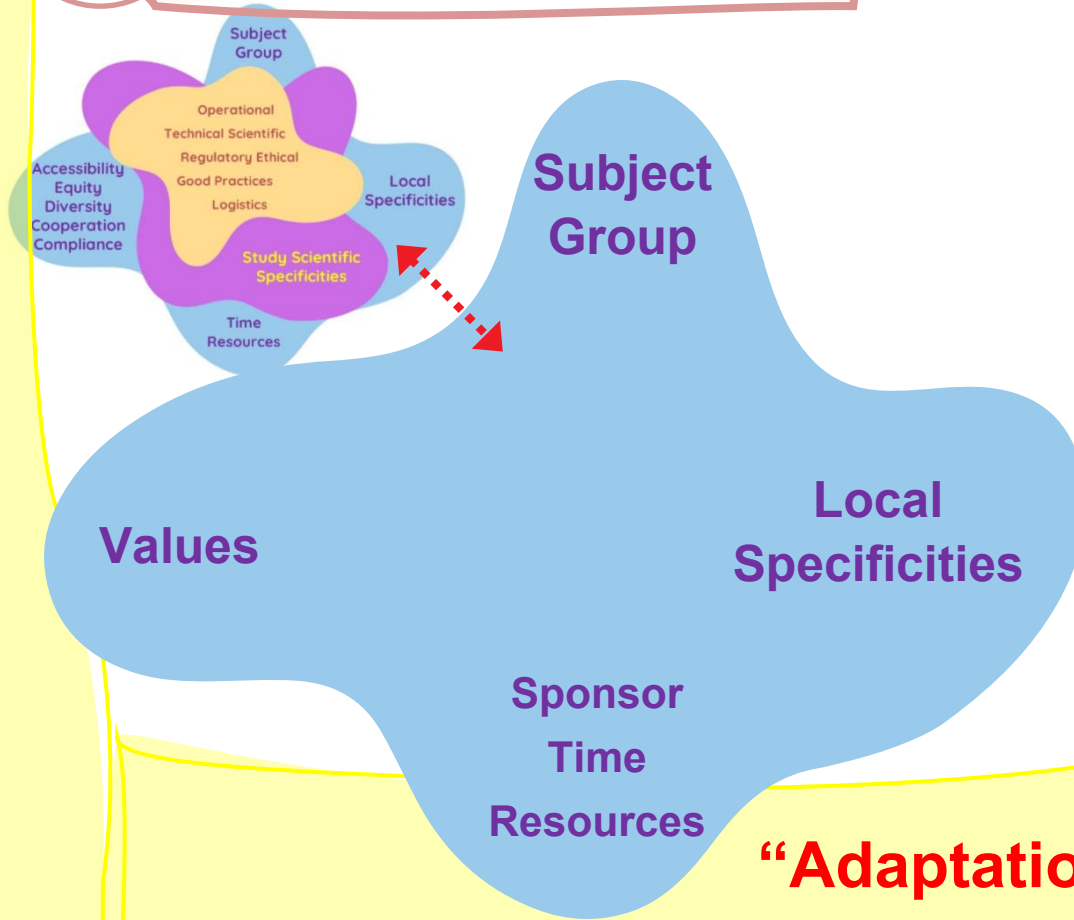 Subject
Group
Operational
Technical Scientific
Regulatory Ethical
Good Practices
Logistics
Accessibility
Equity
Diversity
Cooperation
Compliance
Local
Specificities
Study Scientific
Specificities
Time
Resources
Subject
Group
Values
Local
Specificities
Sponsor
Time
Resources
“Adaptatio